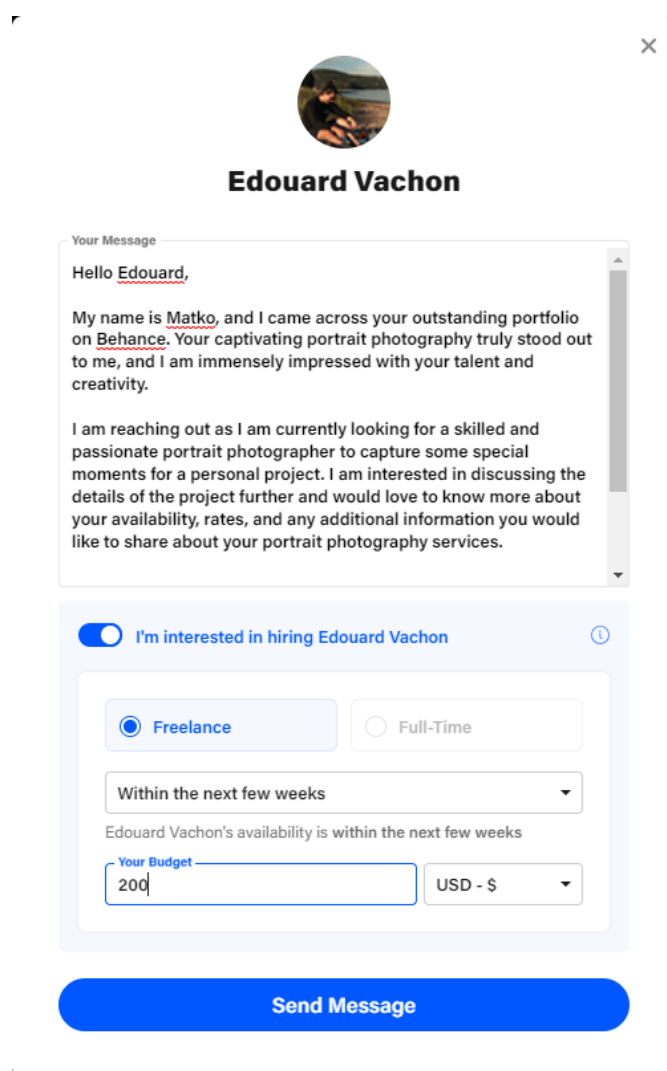 Edouard Vachon
Your Message
Hello Edouard,
My name is Matko, and I came across your outstanding portfolio
on Behance. Your captivating portrait photography truly stood out
to me, and I am immensely impressed with your talent and
creativity.
I am reaching out as I am currently looking for a skilled and
passionate portrait photographer to capture some special
moments for a personal project. I am interested in discussing the
details of the project further and would love to know more about
your availability, rates, and any additional information you would
like to share about your portrait photography services.
I'm interested in hiring Edouard Vachon
Freelance
Full-Time
Within the next few weeks
Edouard Vachon's availability is within the next few weeks
Your Budget
200
USD - $
Send Message